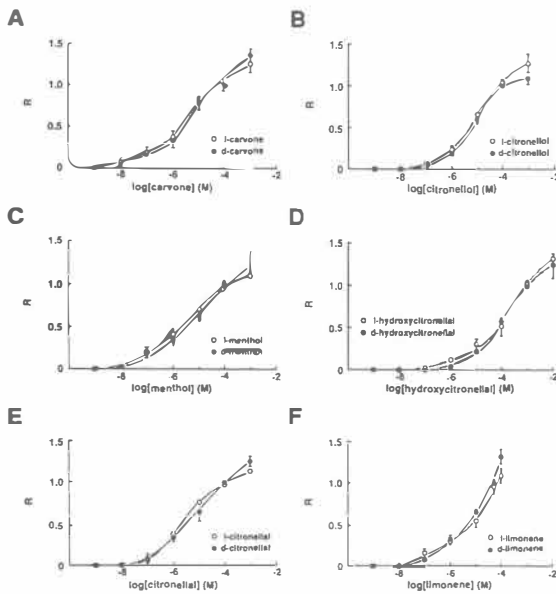 A
1.5
1.0
R
0.5
0
l-carvone
d-carvone
-8 -6 -4 -2
log[carvone] (M)
B
1.5
1.0
R
0.5
0
l-citronellol
d-citronellol
-8 -6 -4 -2
log[citronellol] (M)
C
1.5
1.0
R
0.5
0
l-menthol
-8 -6 -4 -2
log[menthol] (M)
D
1.5
1.0
R
0.5
0
l-hydroxycitronellal
d-hydroxycitronellal
-8 -6 -4 -2
log[hydroxycitronellal] (M)
E
1.5
1.0
R
0.5
0
l-citronellal
d-citronellal
-8 -6 -4 -2
log[citronellal] (M)
F
1.5
1.0
R
0.5
0
l-limonene
d-limonene
-8 -6 -4 -2
log[limonene] (M)